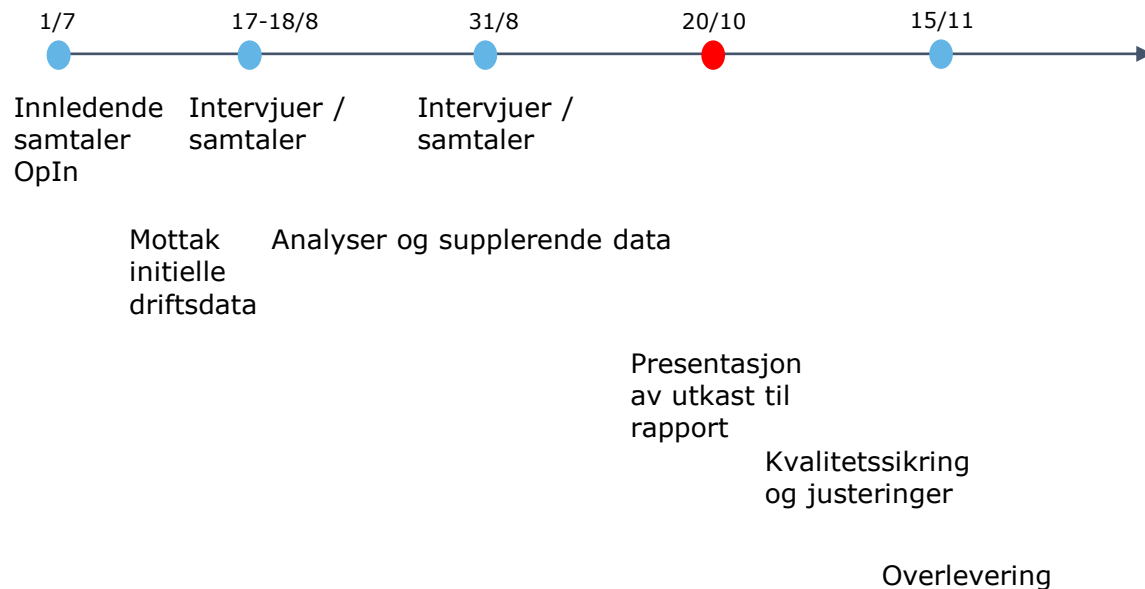 1/7
17-18/8
31/8
20/10
15/11
Innledende
samtaler
OpIn
Intervjuer /
samtaler
Intervjuer /
samtaler
Mottak
initielle
driftsdata
Analyser og supplerende data
Presentasjon
av utkast til
rapport
Kvalitetssikring
og justeringer
Overlevering